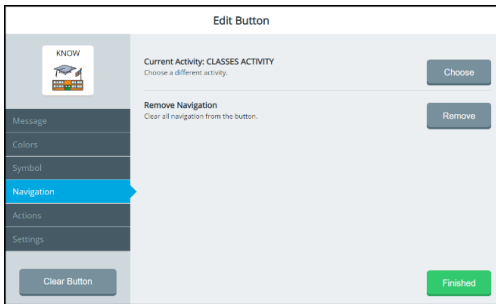 Edit Button
KNOW
Message
Colors
Symbol
Navigation
Actions
Settings
Clear Button
Current Activity: CLASSES ACTIVITY
Choose a different activity.
Choose
Remove Navigation
Clear all navigation from the button.
Remove
Finished